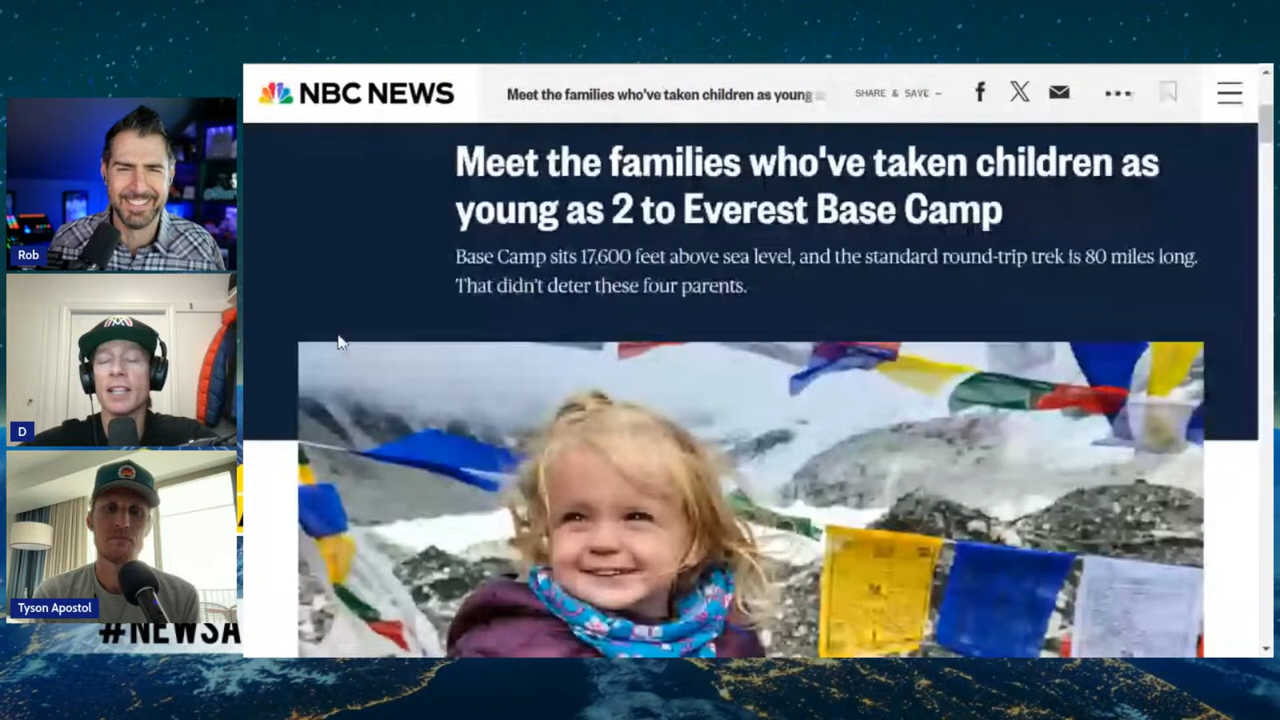 NBC NEWS
Meet the families who've taken children as young
SHARE & SAVE –
Meet the families who've taken children as
young as 2 to Everest Base Camp
Base Camp sits 17,600 feet above sea level, and the standard round-trip trek is 80 miles long.
That didn't deter these four parents.
Rob
D
Tyson Apostol
#NEWSA